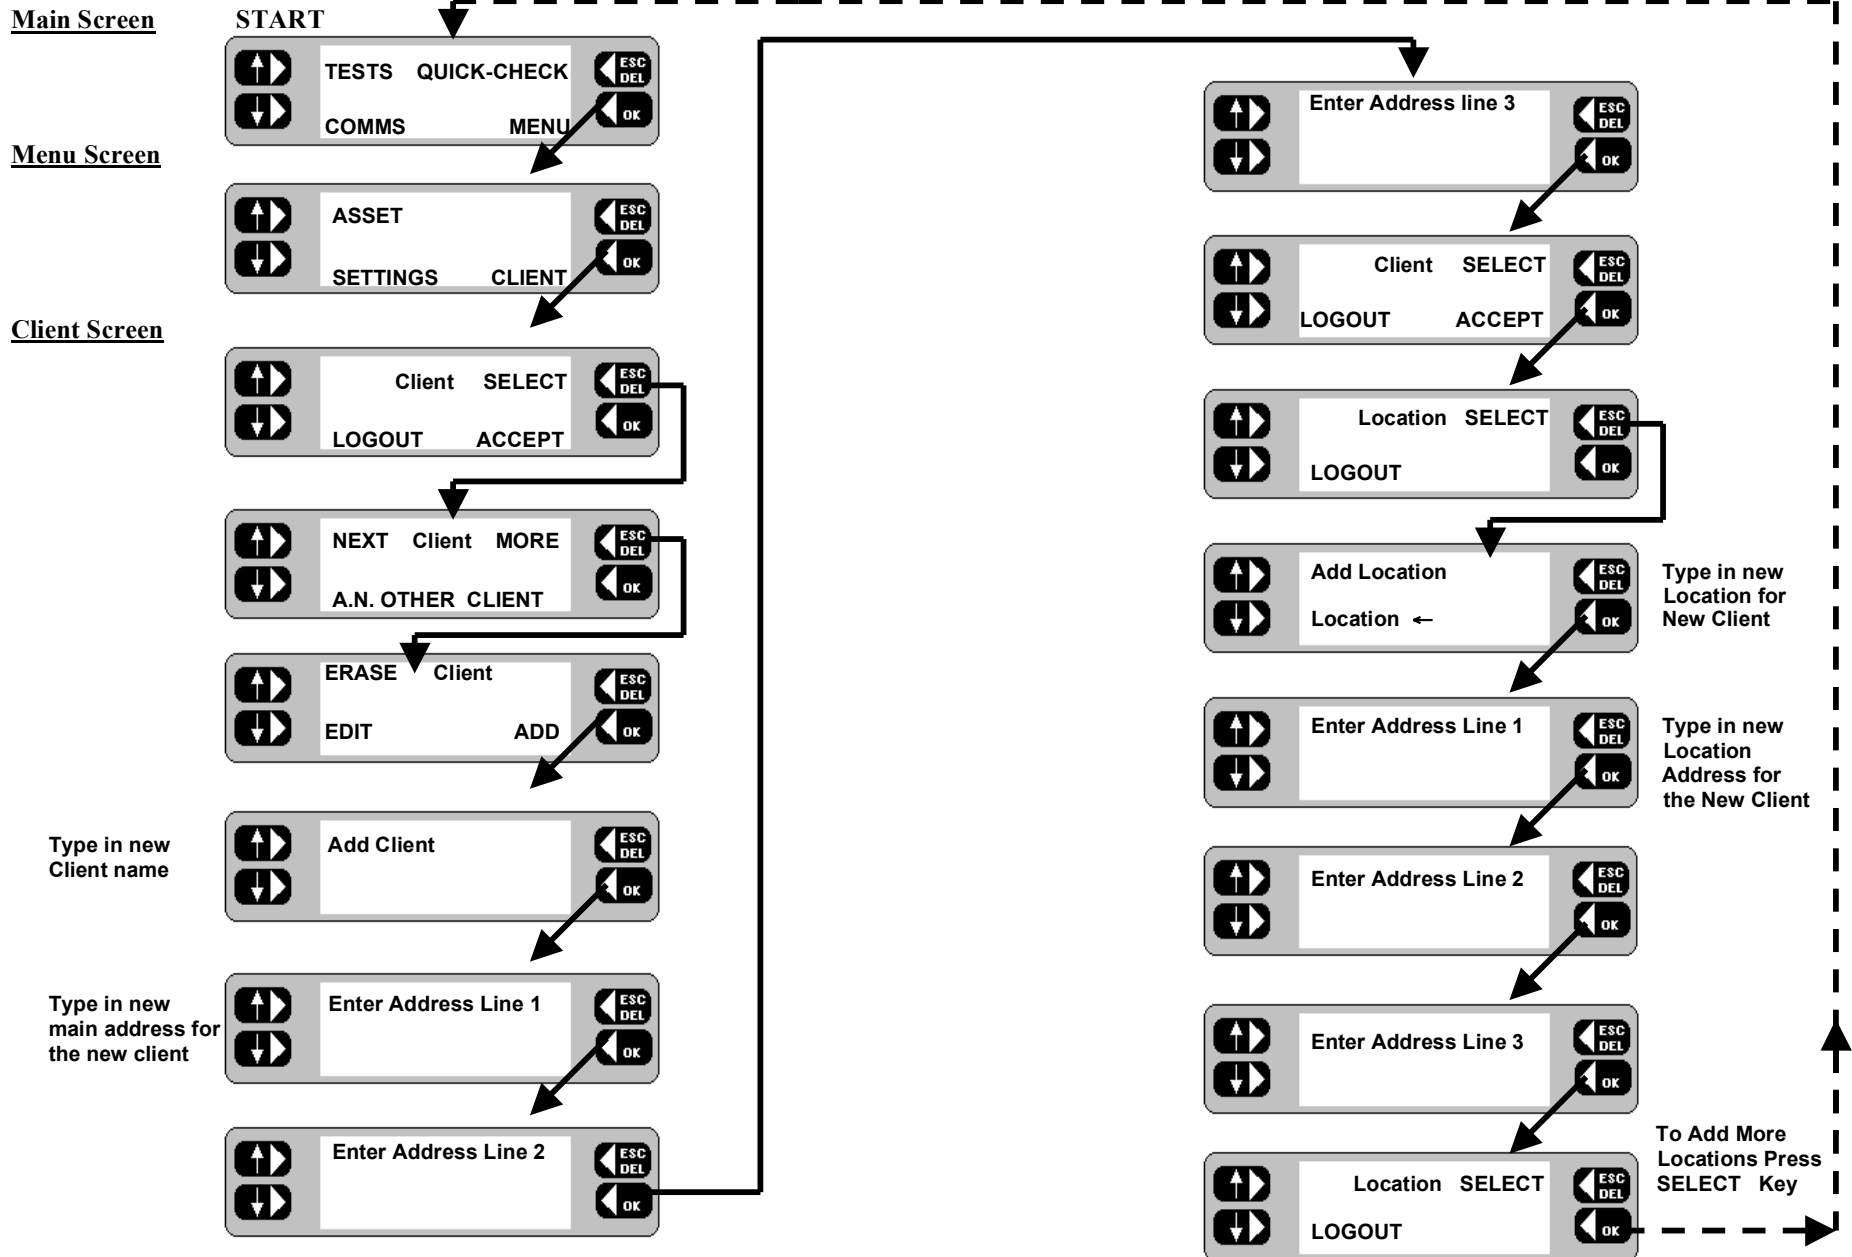 Main Screen
START
TESTS QUICK-CHECK
ESC
DEL
COMMS MENU
OK
Menu Screen
ASSET
ESC
DEL
SETTINGS CLIENT
OK
Client Screen
Client SELECT
ESC
DEL
LOGOUT ACCEPT
OK
NEXT Client MORE
ESC
DEL
A.N. OTHER CLIENT
OK
ERASE Client
ESC
DEL
EDIT ADD
OK
Type in new
Client name
Add Client
ESC
DEL
OK
Type in new
main address for
the new client
Enter Address Line 1
ESC
DEL
OK
Enter Address Line 2
ESC
DEL
OK
Enter Address line 3
ESC
DEL
OK
Client SELECT
ESC
DEL
LOGOUT ACCEPT
OK
Location SELECT
ESC
DEL
LOGOUT
OK
Add Location
ESC
DEL
Location ←
OK
Type in new
Location for
New Client
Enter Address Line 1
ESC
DEL
OK
Type in new
Location
Address for
the New Client
Enter Address Line 2
ESC
DEL
OK
Enter Address Line 3
ESC
DEL
OK
To Add More
Locations Press
SELECT Key
Location SELECT
ESC
DEL
LOGOUT
OK